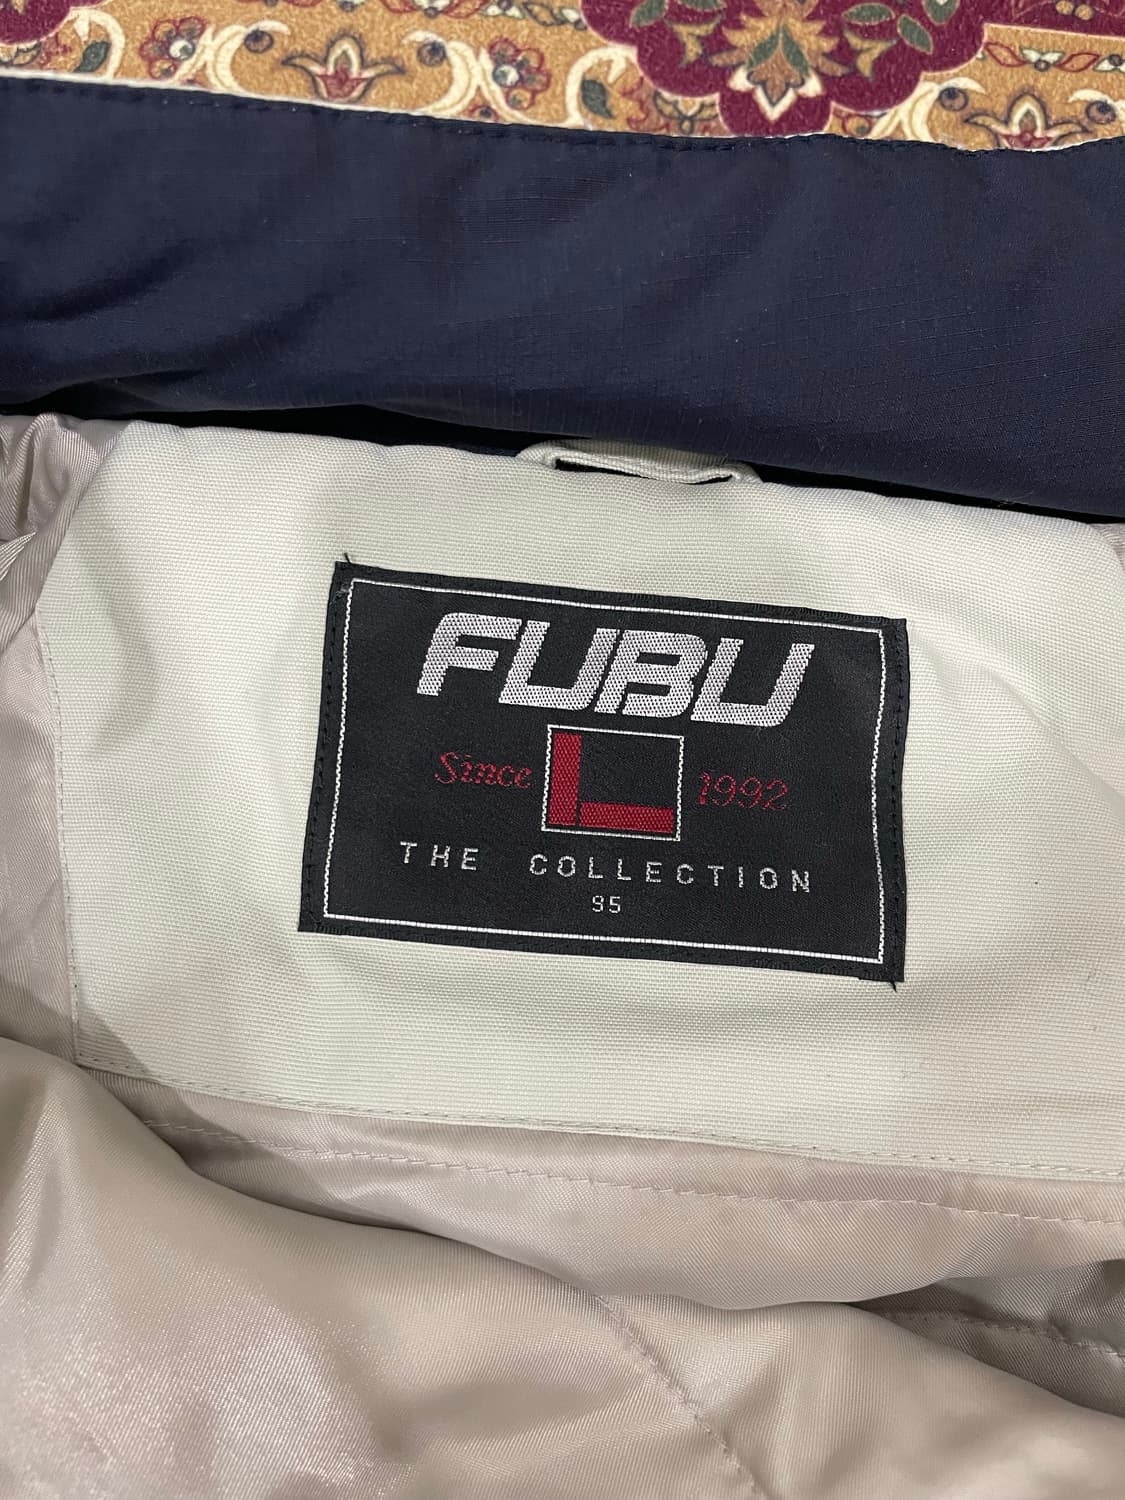 FUBU
Since 1992
THE COLLECTION
95